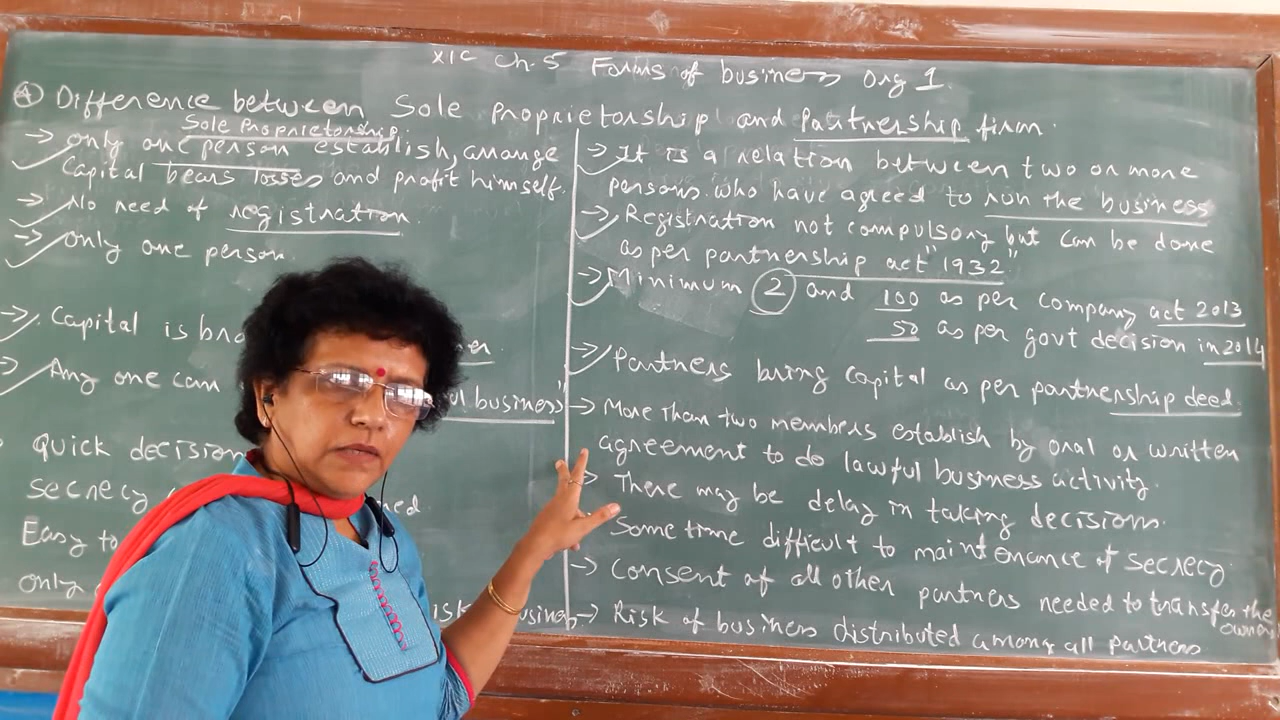 XIC Ch. 5 Forms of business org 1.
A Difference between Sole Proprietorship and Partnership firm.
Sole Proprietorship
→ only one person establish, arrange
Capital bears losses and profit himself.
→ No need of registration.
→ only one person.
→ Capital is
→ Any one can business"
Quick decision
Secrecy
Easy to
only
→ It is a relation between two or more
persons who have agreed to run the business
→ Registration not compulsory but can be done
as per partnership act "1932"
→ Minimum 2 and 100 as per company act 2013
50 as per govt decision in 2014
→ Partners bring capital as per partnership deed.
→ More than two members establish by oral or written
agreement to do lawful business activity.
→ There may be delay in taking decisions.
Some time difficult to maintenance of secrecy.
→ Consent of all other partners needed to transfer the
→ Risk of business distributed among all partners